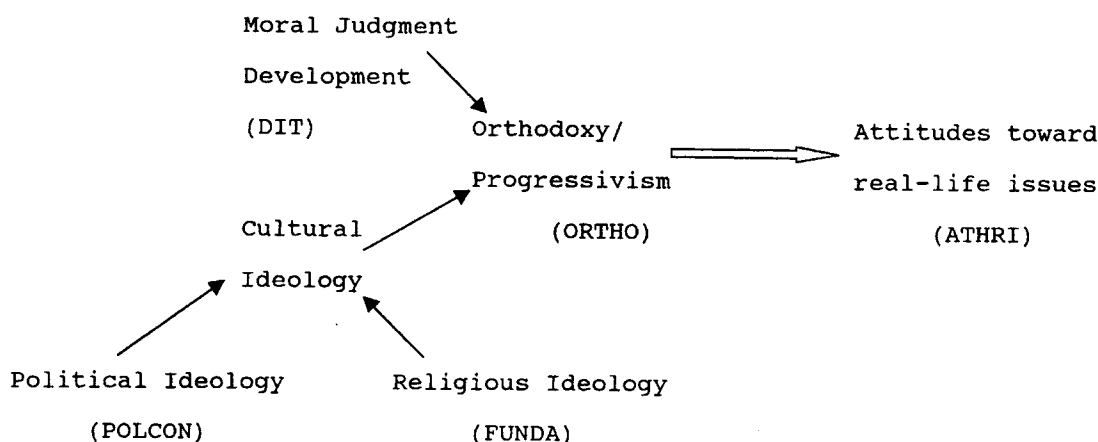 Moral Judgment
Development
(DIT)
Orthodoxy/
Progressivism
(ORTHO)
Attitudes toward
real-life issues
(ATHRI)
Cultural
Ideology
Political Ideology
(POLCON)
Religious Ideology
(FUNDA)